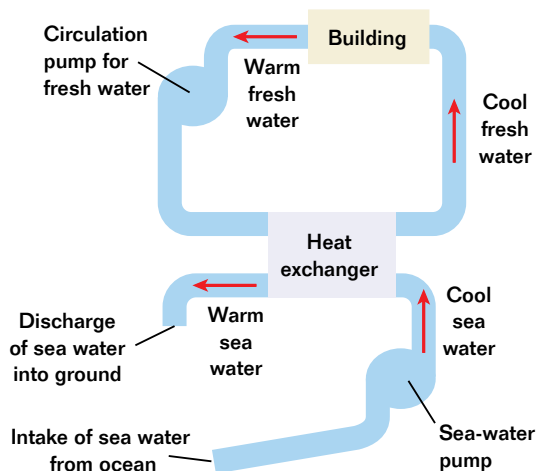 Circulation
pump for
fresh water
Building
Warm
fresh
water
Cool
fresh
water
Heat
exchanger
Discharge
of sea water
into ground
Warm
sea
water
Cool
sea
water
Intake of sea water
from ocean
Sea-water
pump